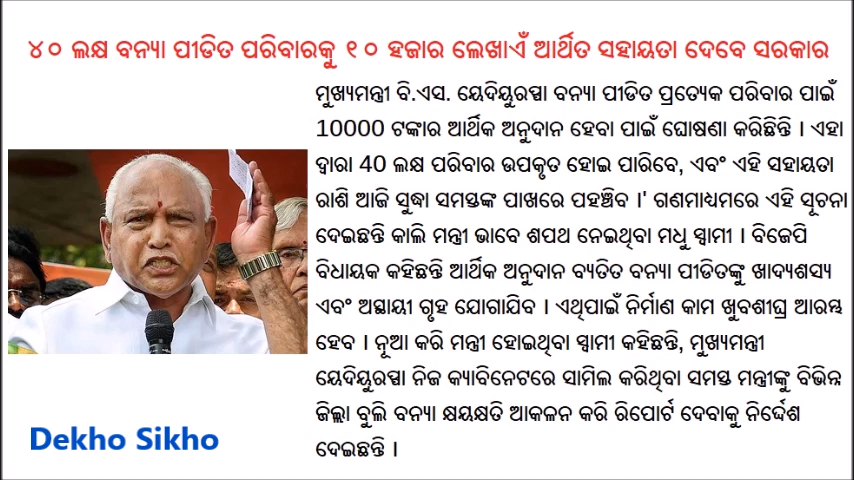 ୪୦ ଲକ୍ଷ ବନ୍ୟା ପୀଡିତ ପରିବାରକୁ ୧୦ ହଜାର ଲେଖାଏଁ ଆର୍ଥିତ ସହାୟତା ଦେବେ ସରକାର
ମୁଖ୍ୟମନ୍ତ୍ରୀ ବି.ଏସ. ୟେଦିୟୁରପ୍ପା ବନ୍ୟା ପୀଡିତ ପ୍ରତ୍ୟେକ ପରିବାର ପାଇଁ
10000 ଟଙ୍କାର ଆର୍ଥିକ ଅନୁଦାନ ହେବା ପାଇଁ ଘୋଷଣା କରିଛିନ୍ତି । ଏହା
ଦ୍ୱାରା 40 ଲକ୍ଷ ପରିବାର ଉପକୃତ ହୋଇ ପାରିବେ, ଏବଂ ଏହି ସହାୟତା
ରାଶି ଆଜି ସୁଦ୍ଧା ସମସ୍ତଙ୍କ ପାଖରେ ପହଞ୍ଚିବ ।' ଗଣମାଧ୍ୟମରେ ଏହି ସୂଚନା
ଦେଇଛନ୍ତି କାଲି ମନ୍ତ୍ରୀ ଭାବେ ଶପଥ ନେଇଥିବା ମଧୁ ସ୍ୱାମୀ । ବିଜେପି
ବିଧାୟକ କହିଛନ୍ତି ଆର୍ଥିକ ଅନୁଦାନ ବ୍ୟତିତ ବନ୍ୟା ପୀଡିତଙ୍କୁ ଖାଦ୍ୟଶସ୍ୟ
ଏବଂ ଅସ୍ଥାୟୀ ଗୃହ ଯୋଗାଯିବ । ଏଥିପାଇଁ ନିର୍ମାଣ କାମ ଖୁବଶୀଘ୍ର ଆରମ୍ଭ
ହେବ । ନୂଆ କରି ମନ୍ତ୍ରୀ ହୋଇଥିବା ସ୍ୱାମୀ କହିଛନ୍ତି, ମୁଖ୍ୟମନ୍ତ୍ରୀ
ୟେଦିୟୁରପ୍ପା ନିଜ କ୍ୟାବିନେଟରେ ସାମିଲ କରିଥିବା ସମସ୍ତ ମନ୍ତ୍ରୀଙ୍କୁ ବିଭିନ୍ନ
ଜିଲ୍ଲା ବୁଲି ବନ୍ୟା କ୍ଷୟକ୍ଷତି ଆକଳନ କରି ରିପୋର୍ଟ ଦେବାକୁ ନିର୍ଦ୍ଦେଶ
ଦେଇଛନ୍ତି ।
Dekho Sikho